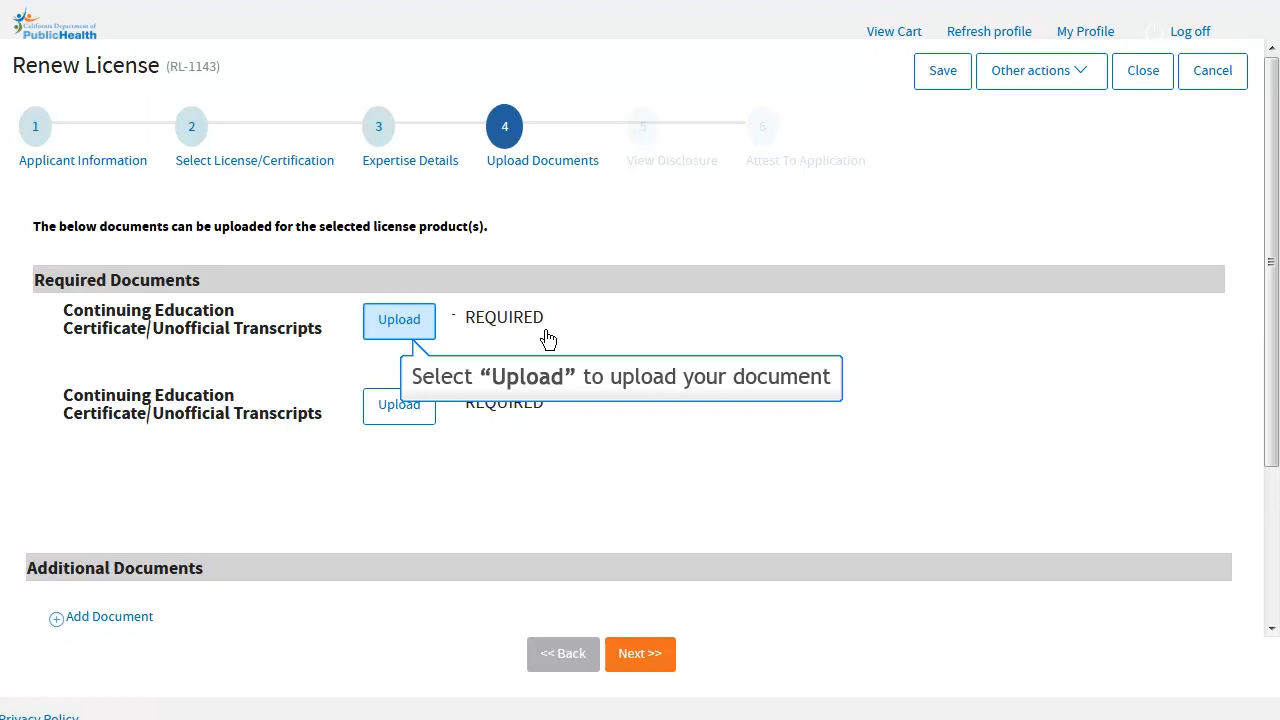 California Department of
PublicHealth
View Cart Refresh profile My Profile Log off
Renew License (RL-1143)
Save Other actions Close Cancel
1 2 3 4 5 6
Applicant Information Select License/Certification Expertise Details Upload Documents View Disclosure Attest To Application
The below documents can be uploaded for the selected license product(s).
Required Documents
Continuing Education
Certificate/Unofficial Transcripts
Upload - REQUIRED
Select “Upload” to upload your document
Continuing Education
Certificate/Unofficial Transcripts
Upload REQUIRED
Additional Documents
Add Document
<< Back Next >>
Privacy Policy